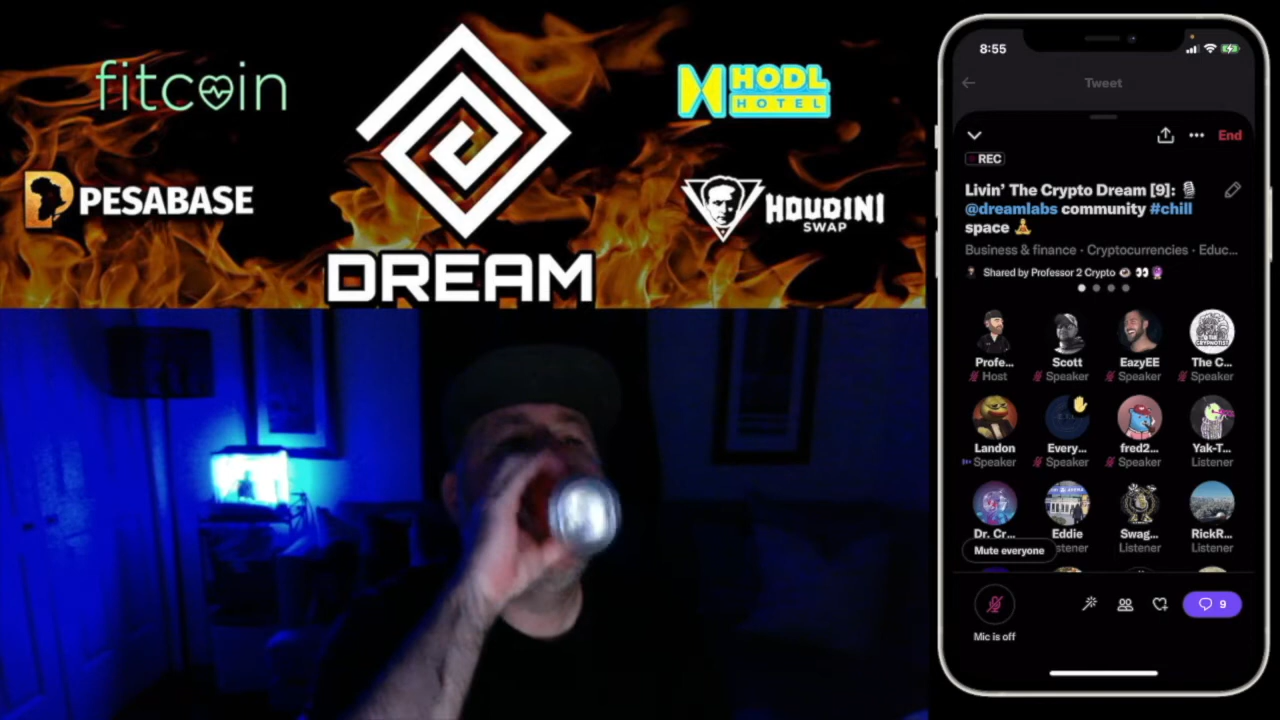 fitcoin
HODL
HOTEL
PESABASE
HOUDINI
SWAP
DREAM
8:55
Tweet
End
REC
Livin' The Crypto Dream [9]: 🎙️
@dreamlabs community #chill
space 🧘
Business & finance · Cryptocurrencies · Educ...
Shared by Professor 2 Crypto
Profe... Scott EazyEE The C...
Host Speaker Speaker Speaker
Landon Every... fred2... Yak-T...
Speaker Speaker Speaker Listener
Dr. Cr... Eddie Swag... RickR...
stener Listener Listener
Mute everyone
9
Mic is off